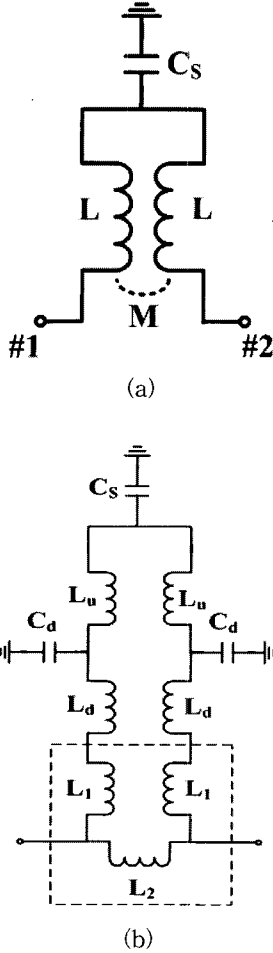 C_S
L L
M
#1 #2
(a)
C_S
L_u L_u
C_d C_d
L_d L_d
L_1 L_1
L_2
(b)